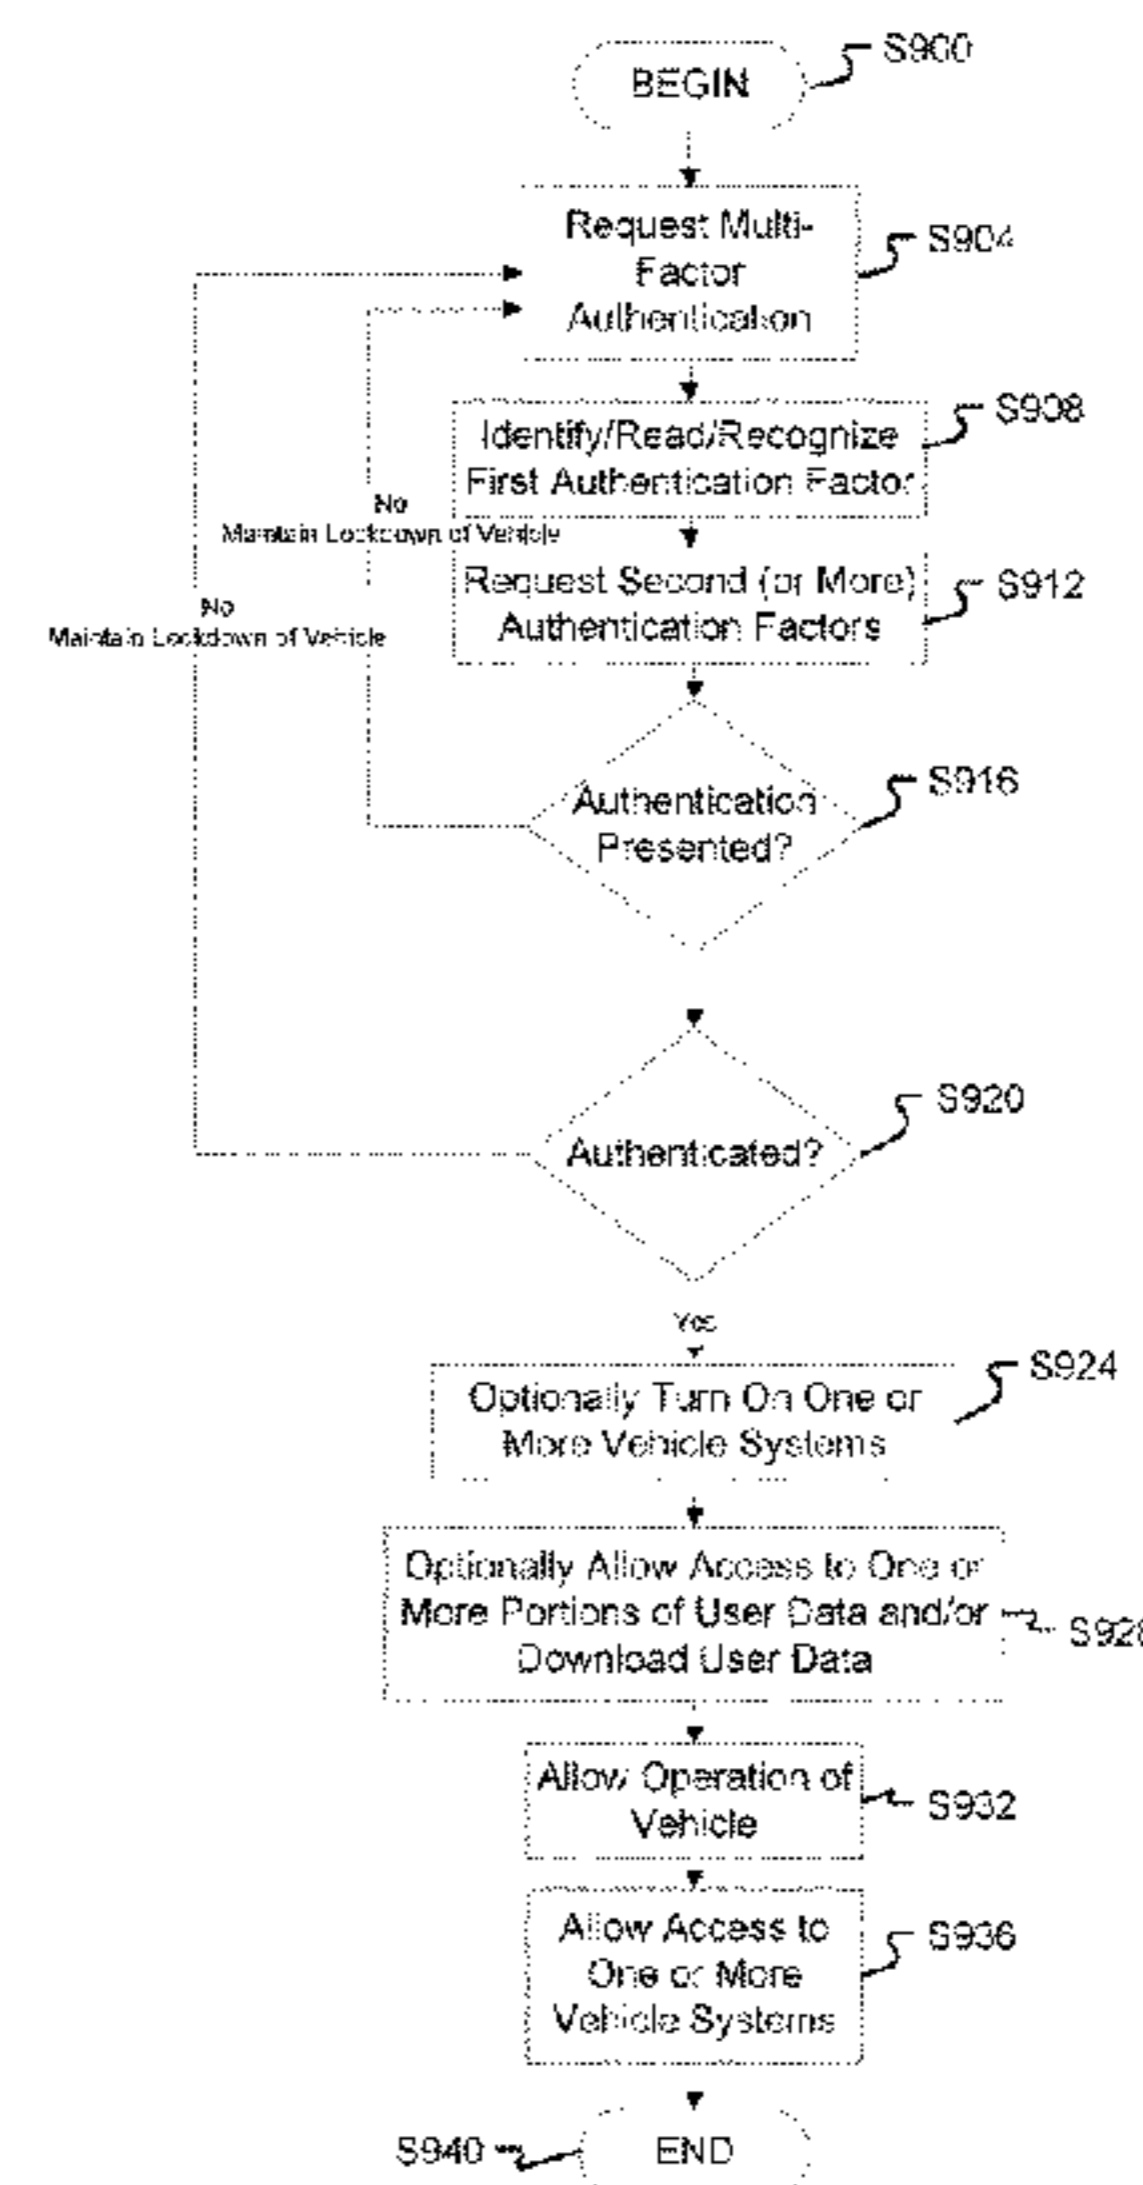 BEGIN
S900
Request Multi-
Factor
Authentication
S904
Identify/Read/Recognize
First Authentication Factor
S908
No
Maintain Lockdown of Vehicle
Request Second (or More)
Authentication Factors
S912
No
Maintain Lockdown of Vehicle
Authentication
Presented?
S916
Authenticated?
S920
Yes
Optionally Turn On One or
More Vehicle Systems
S924
Optionally Allow Access to One or
More Portions of User Data and/or
Download User Data
S928
Allow Operation of
Vehicle
S932
Allow Access to
One or More
Vehicle Systems
S936
S940
END